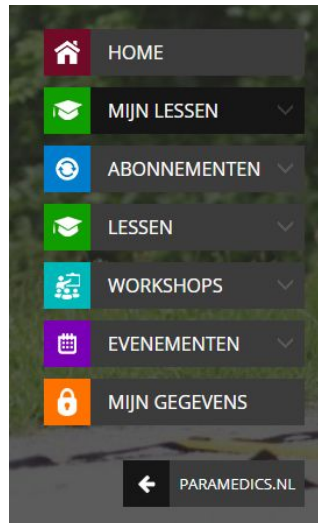 HOME
MIJN LESSEN
ABONNEMENTEN
LESSEN
WORKSHOPS
EVENEMENTEN
MIJN GEGEVENS
PARAMEDICS.NL